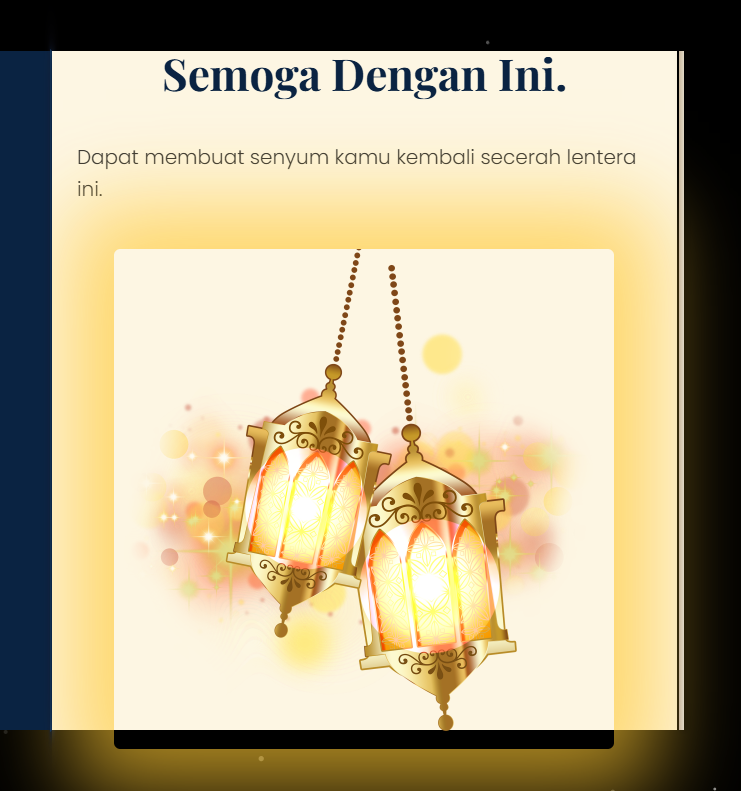 Semoga Dengan Ini.
Dapat membuat senyum kamu kembali secerah lentera
ini.